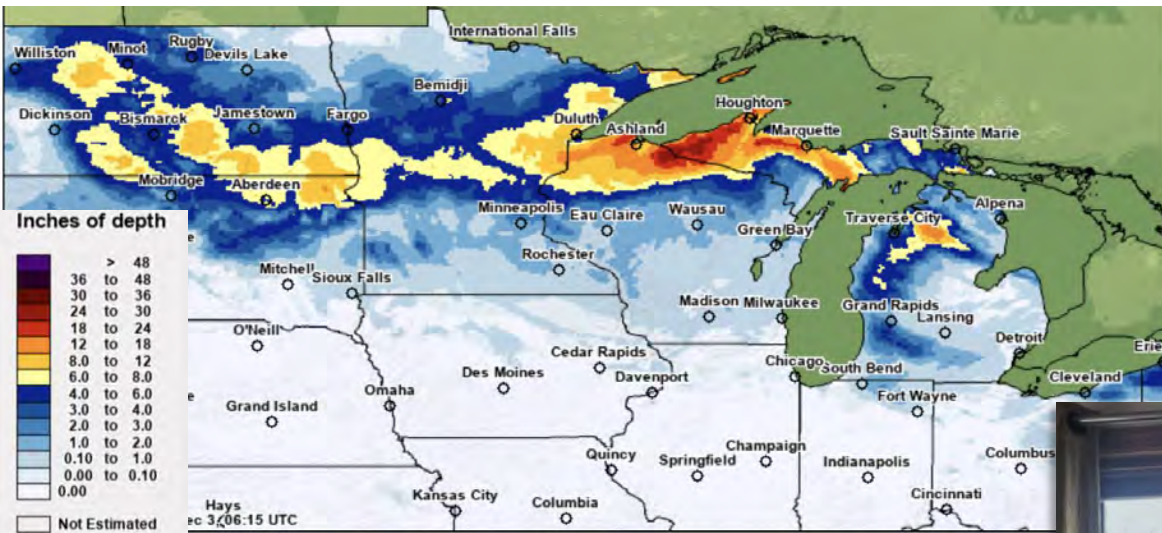 International Falls
Rugby
Minot
Williston
Devils Lake
Bemidji
Houghton
Dickinson
Bismarck
Jamestown
Fargo
Duluth
Ashland
Marquette
Sault Sainte Marie
Mobridge
Aberdeen
Minneapolis
Eau Claire
Wausau
Traverse City
Alpena
Green Bay
Rochester
Mitchell
Sioux Falls
Madison
Milwaukee
Grand Rapids
Lansing
O'Neill
Detroit
Erie
Cedar Rapids
Chicago
South Bend
Des Moines
Davenport
Cleveland
Omaha
Fort Wayne
Grand Island
Champaign
Quincy
Springfield
Indianapolis
Columbus
Kansas City
Columbia
Cincinnati
Hays
ec 3, 06:15 UTC
Inches of depth
> 48
36 to 48
30 to 36
24 to 30
18 to 24
12 to 18
8.0 to 12
6.0 to 8.0
4.0 to 6.0
3.0 to 4.0
2.0 to 3.0
1.0 to 2.0
0.10 to 1.0
0.00 to 0.10
0.00
Not Estimated